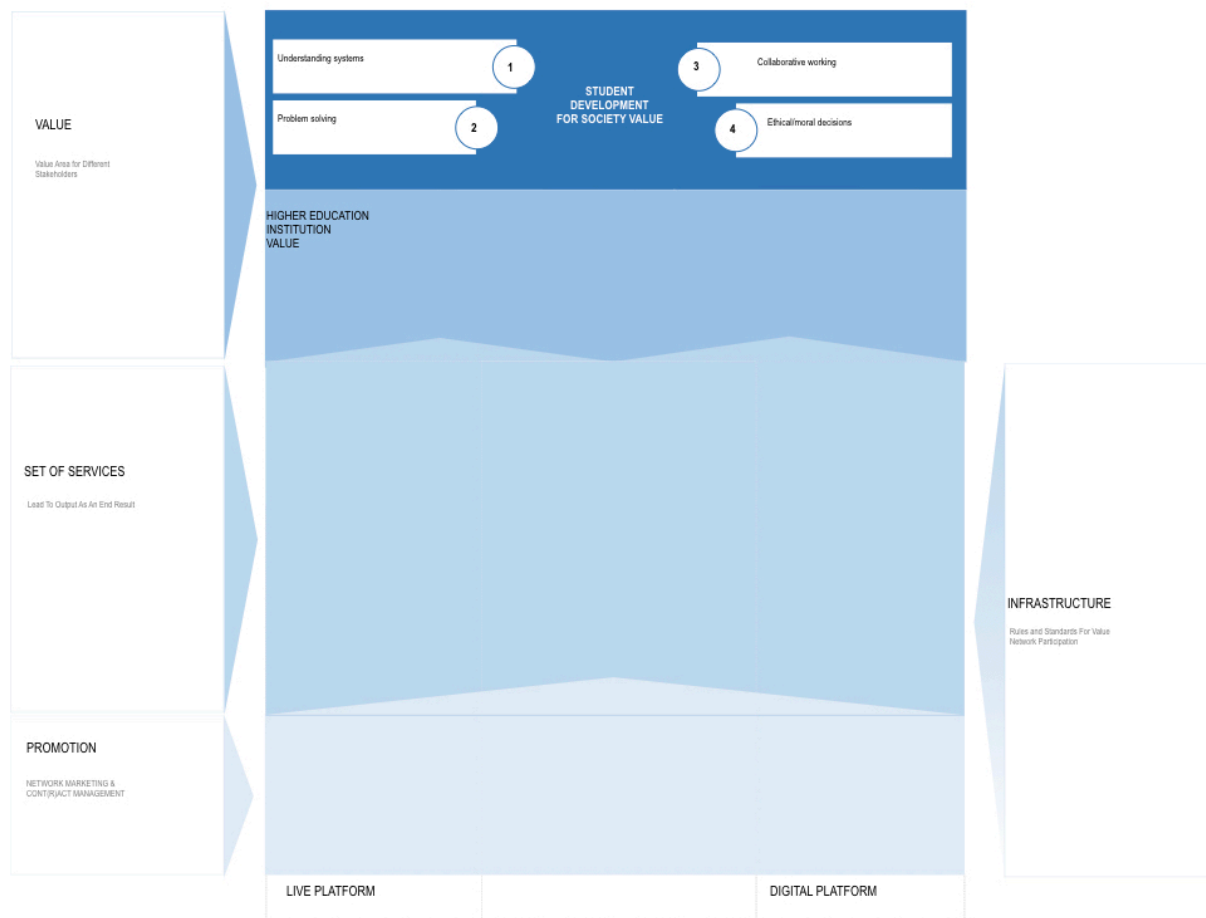 VALUE
Value Area for Different
Stakeholders
Understanding systems
1
Problem solving
2
STUDENT
DEVELOPMENT
FOR SOCIETY VALUE
3
Collaborative working
4
Ethical/moral decisions
HIGHER EDUCATION
INSTITUTION
VALUE
SET OF SERVICES
Lead To Output As An End Result
INFRASTRUCTURE
Rules and Standards For Value
Network Participation
PROMOTION
NETWORK MARKETING &
CONT(R)ACT MANAGEMENT
LIVE PLATFORM
DIGITAL PLATFORM